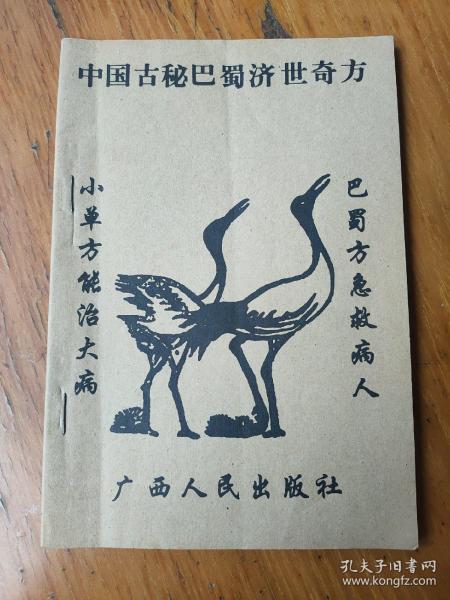 中国古秘巴蜀济世奇方
巴蜀方急救病人
小单方能治大病
广西人民出版社
孔夫子旧书网
www.kongfz.com